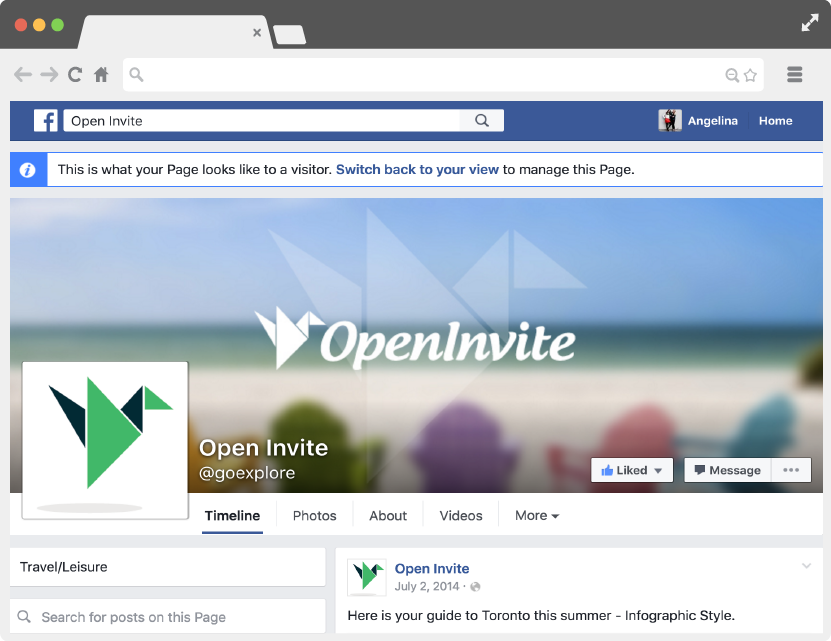 Open Invite
Angelina
Home
This is what your Page looks like to a visitor. Switch back to your view to manage this Page.
OpenInvite
Open Invite
@goexplore
Liked
Message
Timeline
Photos
About
Videos
More
Travel/Leisure
Open Invite
July 2, 2014 ·
Search for posts on this Page
Here is your guide to Toronto this summer - Infographic Style.